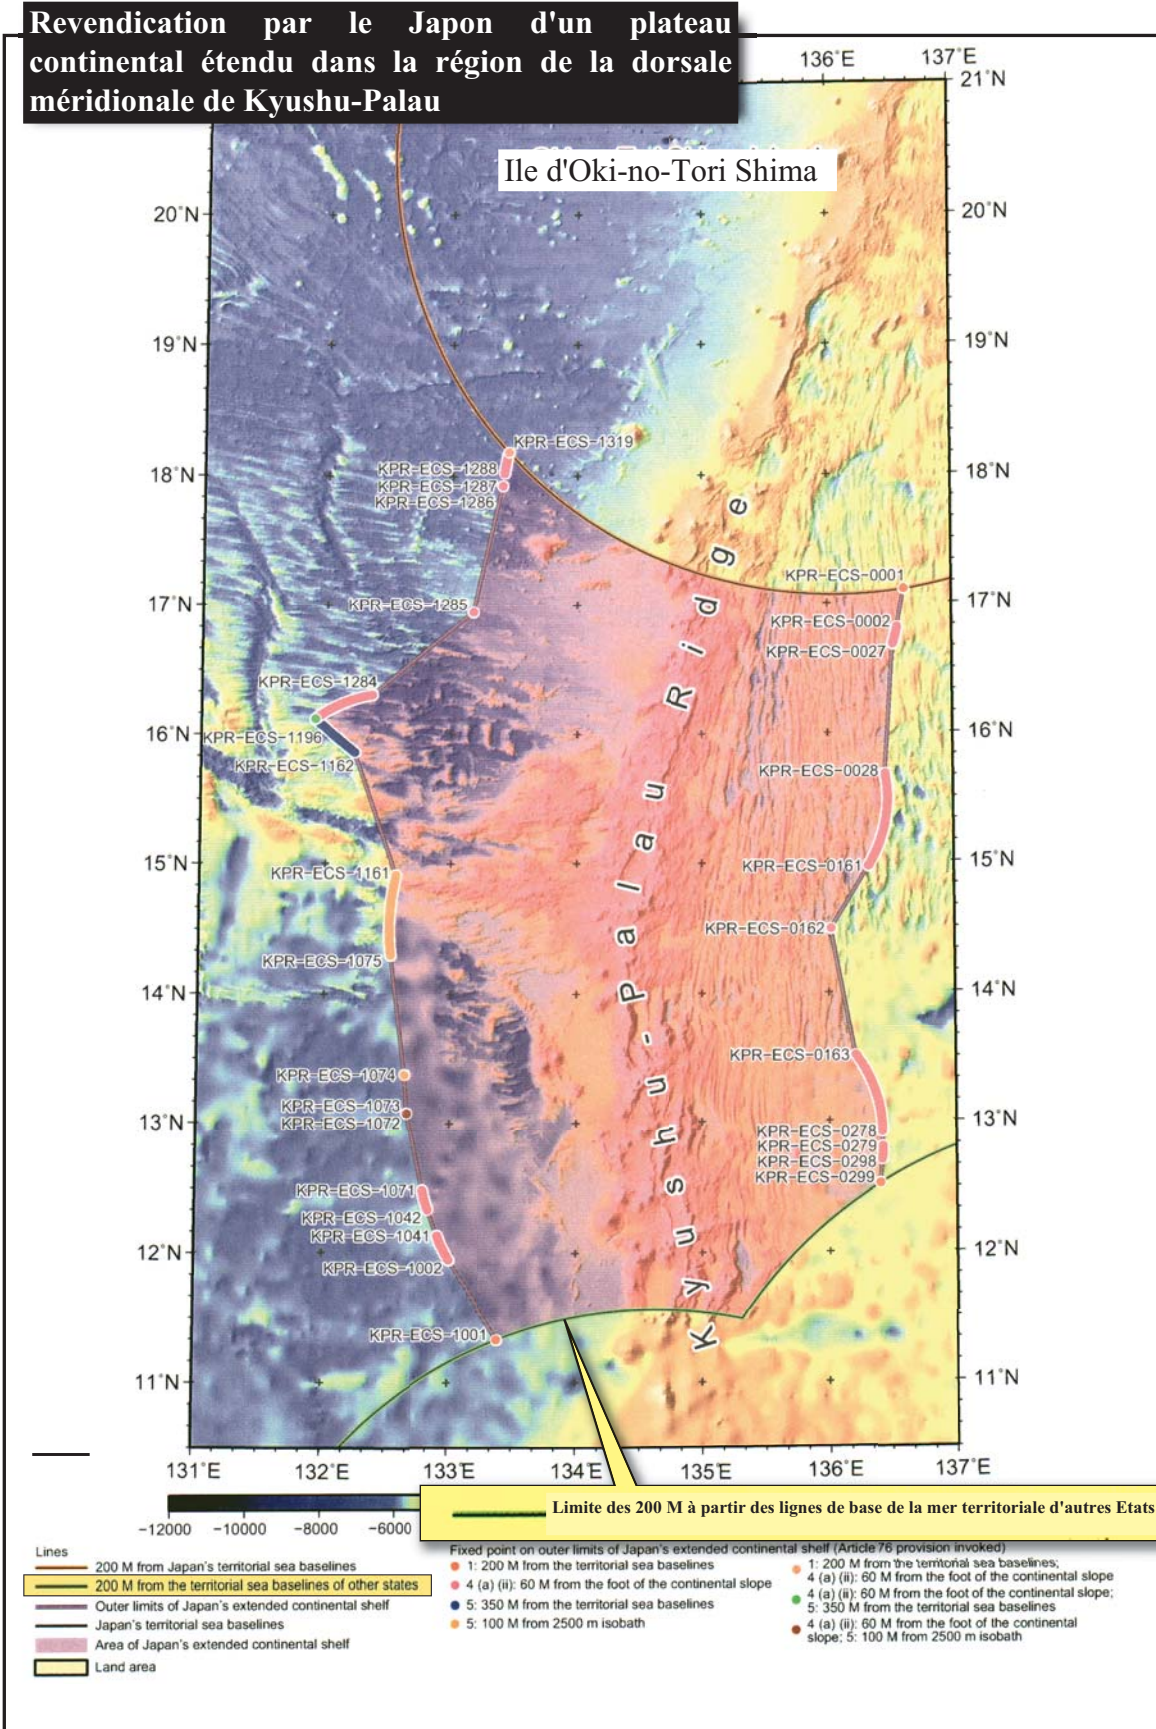 Revendication par le Japon d'un plateau
continental étendu dans la région de la dorsale
méridionale de Kyushu-Palau
136°E
137°E
21°N
Ile d'Oki-no-Tori Shima
20°N
20°N
19°N
19°N
KPR-ECS-1319
KPR-ECS-1288
18°N
18°N
KPR-ECS-1287
KPR-ECS-1286
KPR-ECS-0001
17°N
KPR-ECS-1285
17°N
KPR-ECS-0002
KPR-ECS-0027
KPR-ECS-1284
16°N
KPR-ECS-1196
16°N
KPR-ECS-1162
KPR-ECS-0028
15°N
KPR-ECS-1161
KPR-ECS-0161
15°N
KPR-ECS-0162
KPR-ECS-1075
14°N
14°N
KPR-ECS-0163
KPR-ECS-1074
KPR-ECS-1073
13°N
KPR-ECS-1072
13°N
KPR-ECS-0278
KPR-ECS-0279
KPR-ECS-0298
KPR-ECS-0299
KPR-ECS-1071
KPR-ECS-1042
KPR-ECS-1041
12°N
KPR-ECS-1002
12°N
KPR-ECS-1001
Kyushu-Palau Ridge
11°N
11°N
131°E
132°E
133°E
134°E
135°E
136°E
137°E
Limite des 200 M à partir des lignes de base de la mer territoriale d'autres Etats
−12000 −10000 −8000 −6000
Lines
200 M from Japan's territorial sea baselines
200 M from the territorial sea baselines of other states
Outer limits of Japan's extended continental shelf
Japan's territorial sea baselines
Area of Japan's extended continental shelf
Land area
Fixed point on outer limits of Japan's extended continental shelf (Article 76 provision invoked)
1: 200 M from the territorial sea baselines
4 (a) (ii): 60 M from the foot of the continental slope
5: 350 M from the territorial sea baselines
5: 100 M from 2500 m isobath
1: 200 M from the territorial sea baselines;
4 (a) (ii): 60 M from the foot of the continental slope
4 (a) (ii): 60 M from the foot of the continental slope;
5: 350 M from the territorial sea baselines
4 (a) (ii): 60 M from the foot of the continental
slope; 5: 100 M from 2500 m isobath